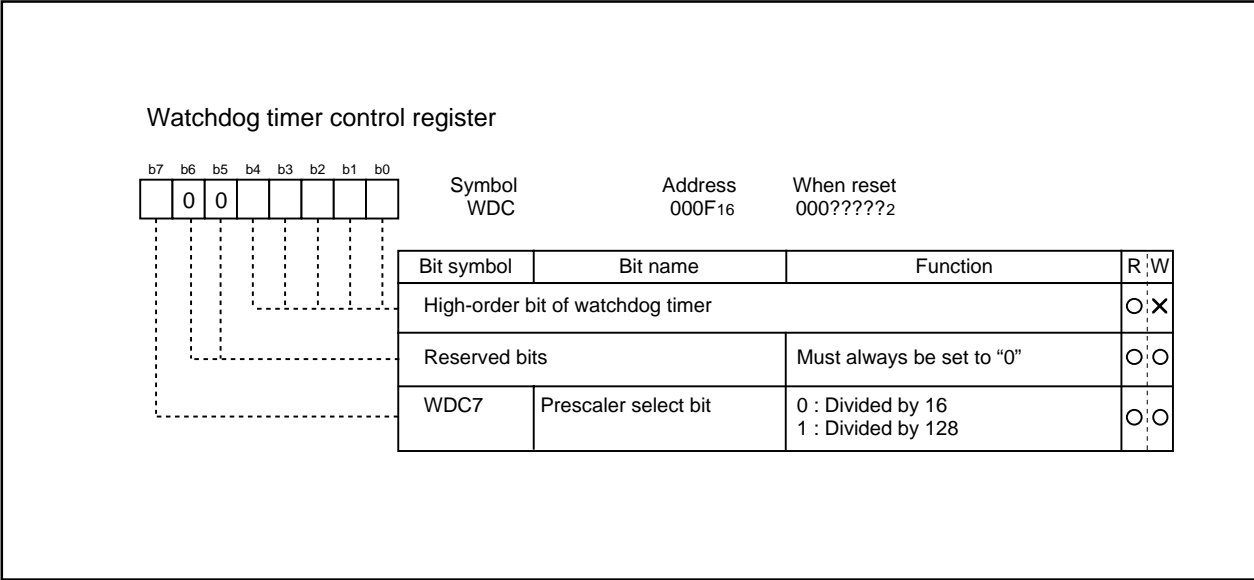 Watchdog timer control register
b7 b6 b5 b4 b3 b2 b1 b0
0 0
Symbol Address When reset
WDC 000F16 000?????2
Bit symbol Bit name Function R W
High-order bit of watchdog timer
Reserved bits Must always be set to “0”
WDC7 Prescaler select bit 0 : Divided by 16
1 : Divided by 128